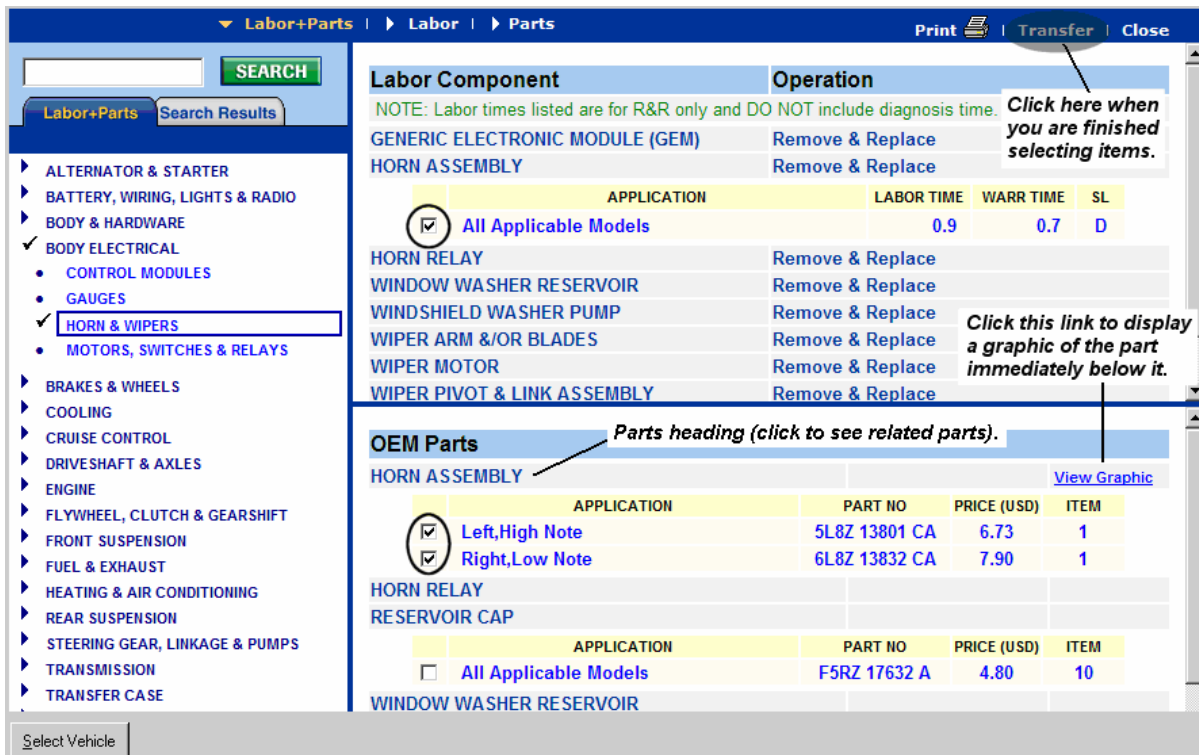 Labor+Parts | Labor | Parts
Print | Transfer | Close
SEARCH
Labor+Parts Search Results
ALTERNATOR & STARTER
BATTERY, WIRING, LIGHTS & RADIO
BODY & HARDWARE
BODY ELECTRICAL
CONTROL MODULES
GAUGES
HORN & WIPERS
MOTORS, SWITCHES & RELAYS
BRAKES & WHEELS
COOLING
CRUISE CONTROL
DRIVESHAFT & AXLES
ENGINE
FLYWHEEL, CLUTCH & GEARSHIFT
FRONT SUSPENSION
FUEL & EXHAUST
HEATING & AIR CONDITIONING
REAR SUSPENSION
STEERING GEAR, LINKAGE & PUMPS
TRANSMISSION
TRANSFER CASE
Labor Component Operation
NOTE: Labor times listed are for R&R only and DO NOT include diagnosis time.
Click here when
you are finished
selecting items.
GENERIC ELECTRONIC MODULE (GEM) Remove & Replace
HORN ASSEMBLY Remove & Replace
APPLICATION LABOR TIME WARR TIME SL
All Applicable Models 0.9 0.7 D
HORN RELAY Remove & Replace
WINDOW WASHER RESERVOIR Remove & Replace
WINDSHIELD WASHER PUMP Remove & Replace
WIPER ARM &/OR BLADES Remove & Replace
WIPER MOTOR Remove & Replace
WIPER PIVOT & LINK ASSEMBLY Remove & Replace
Click this link to display
a graphic of the part
immediately below it.
OEM Parts
Parts heading (click to see related parts).
HORN ASSEMBLY View Graphic
APPLICATION PART NO PRICE (USD) ITEM
Left,High Note 5L8Z 13801 CA 6.73 1
Right,Low Note 6L8Z 13832 CA 7.90 1
HORN RELAY
RESERVOIR CAP
APPLICATION PART NO PRICE (USD) ITEM
All Applicable Models F5RZ 17632 A 4.80 10
WINDOW WASHER RESERVOIR
Select Vehicle